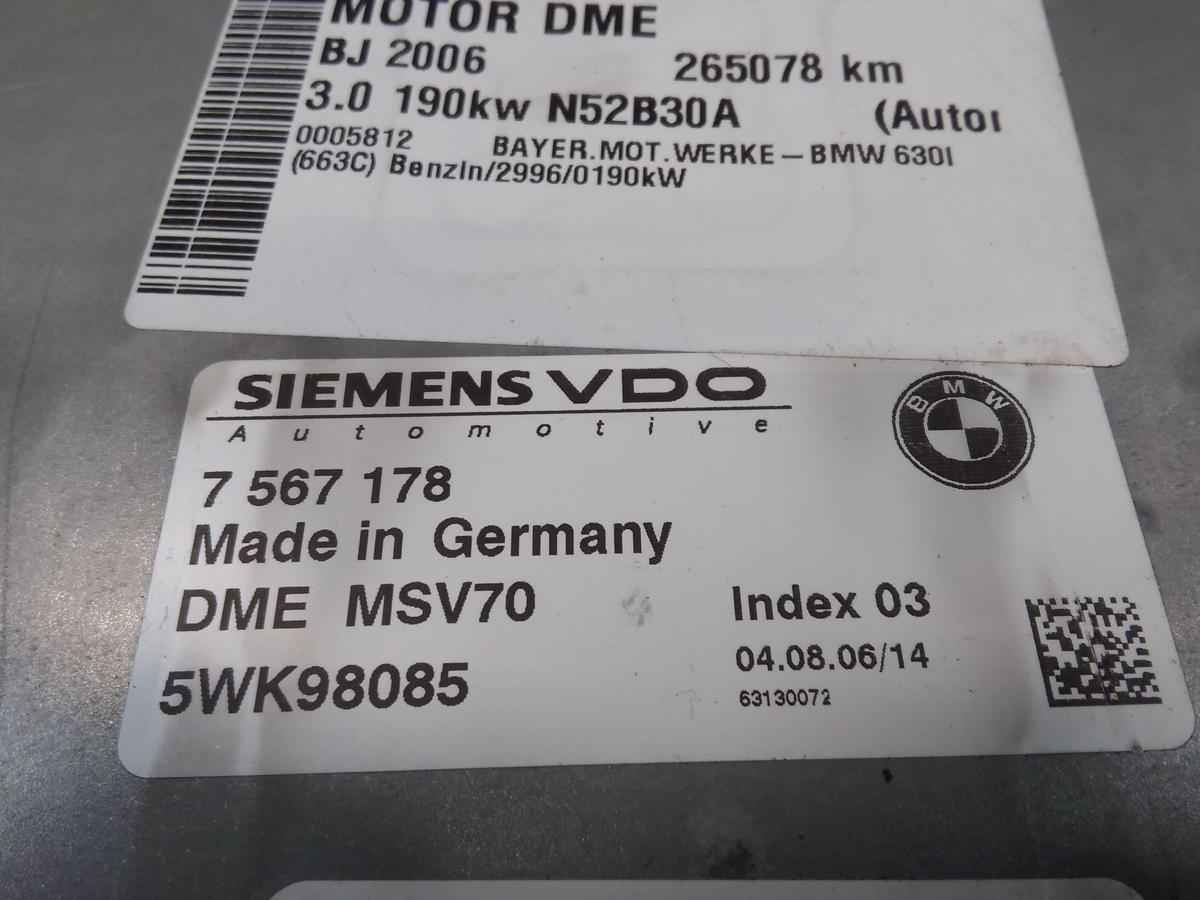 MOTOR DME
BJ 2006 265078 km
3.0 190kw N52B30A (Autor
0005812 BAYER.MOT.WERKE-BMW 630I
(663C) BenzIn/2996/0190kW
SIEMENS VDO
Automotive
BMW
7 567 178
Made in Germany
DME MSV70 Index 03
04.08.06/14
5WK98085
63130072